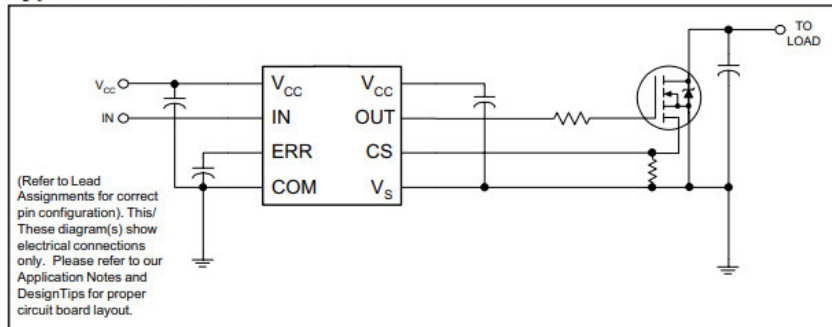 TO
LOAD
VCC
IN
VCC
IN
ERR
COM
VCC
OUT
CS
VS
(Refer to Lead
Assignments for correct
pin configuration). This/
These diagram(s) show
electrical connections
only. Please refer to our
Application Notes and
DesignTips for proper
circuit board layout.